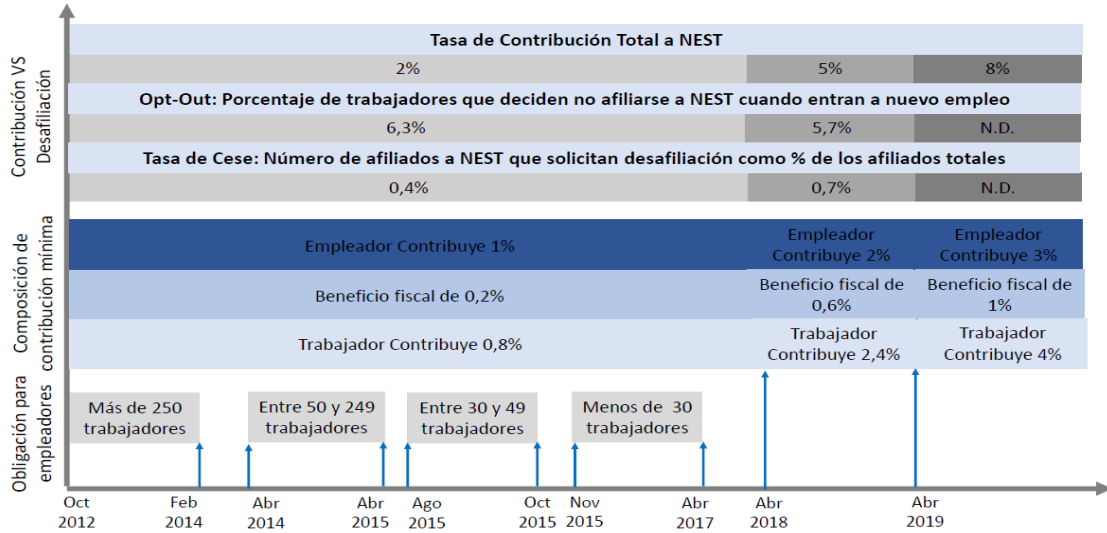 Contribución VS
Desafiliación
Tasa de Contribución Total a NEST
2%
5%
8%
Opt-Out: Porcentaje de trabajadores que deciden no afiliarse a NEST cuando entran a nuevo empleo
6,3%
5,7%
N.D.
Tasa de Cese: Número de afiliados a NEST que solicitan desafiliación como % de los afiliados totales
0,4%
0,7%
N.D.
Composición de
contribución mínima
Empleador Contribuye 1%
Empleador
Contribuye 2%
Empleador
Contribuye 3%
Beneficio fiscal de 0,2%
Beneficio fiscal de
0,6%
Beneficio fiscal de
1%
Trabajador Contribuye 0,8%
Trabajador
Contribuye 2,4%
Trabajador
Contribuye 4%
Obligación para
empleadores
Más de 250
trabajadores
Entre 50 y 249
trabajadores
Entre 30 y 49
trabajadores
Menos de 30
trabajadores
Oct
2012
Feb
2014
Abr
2014
Abr
2015
Ago
2015
Oct
2015
Nov
2015
Abr
2017
Abr
2018
Abr
2019